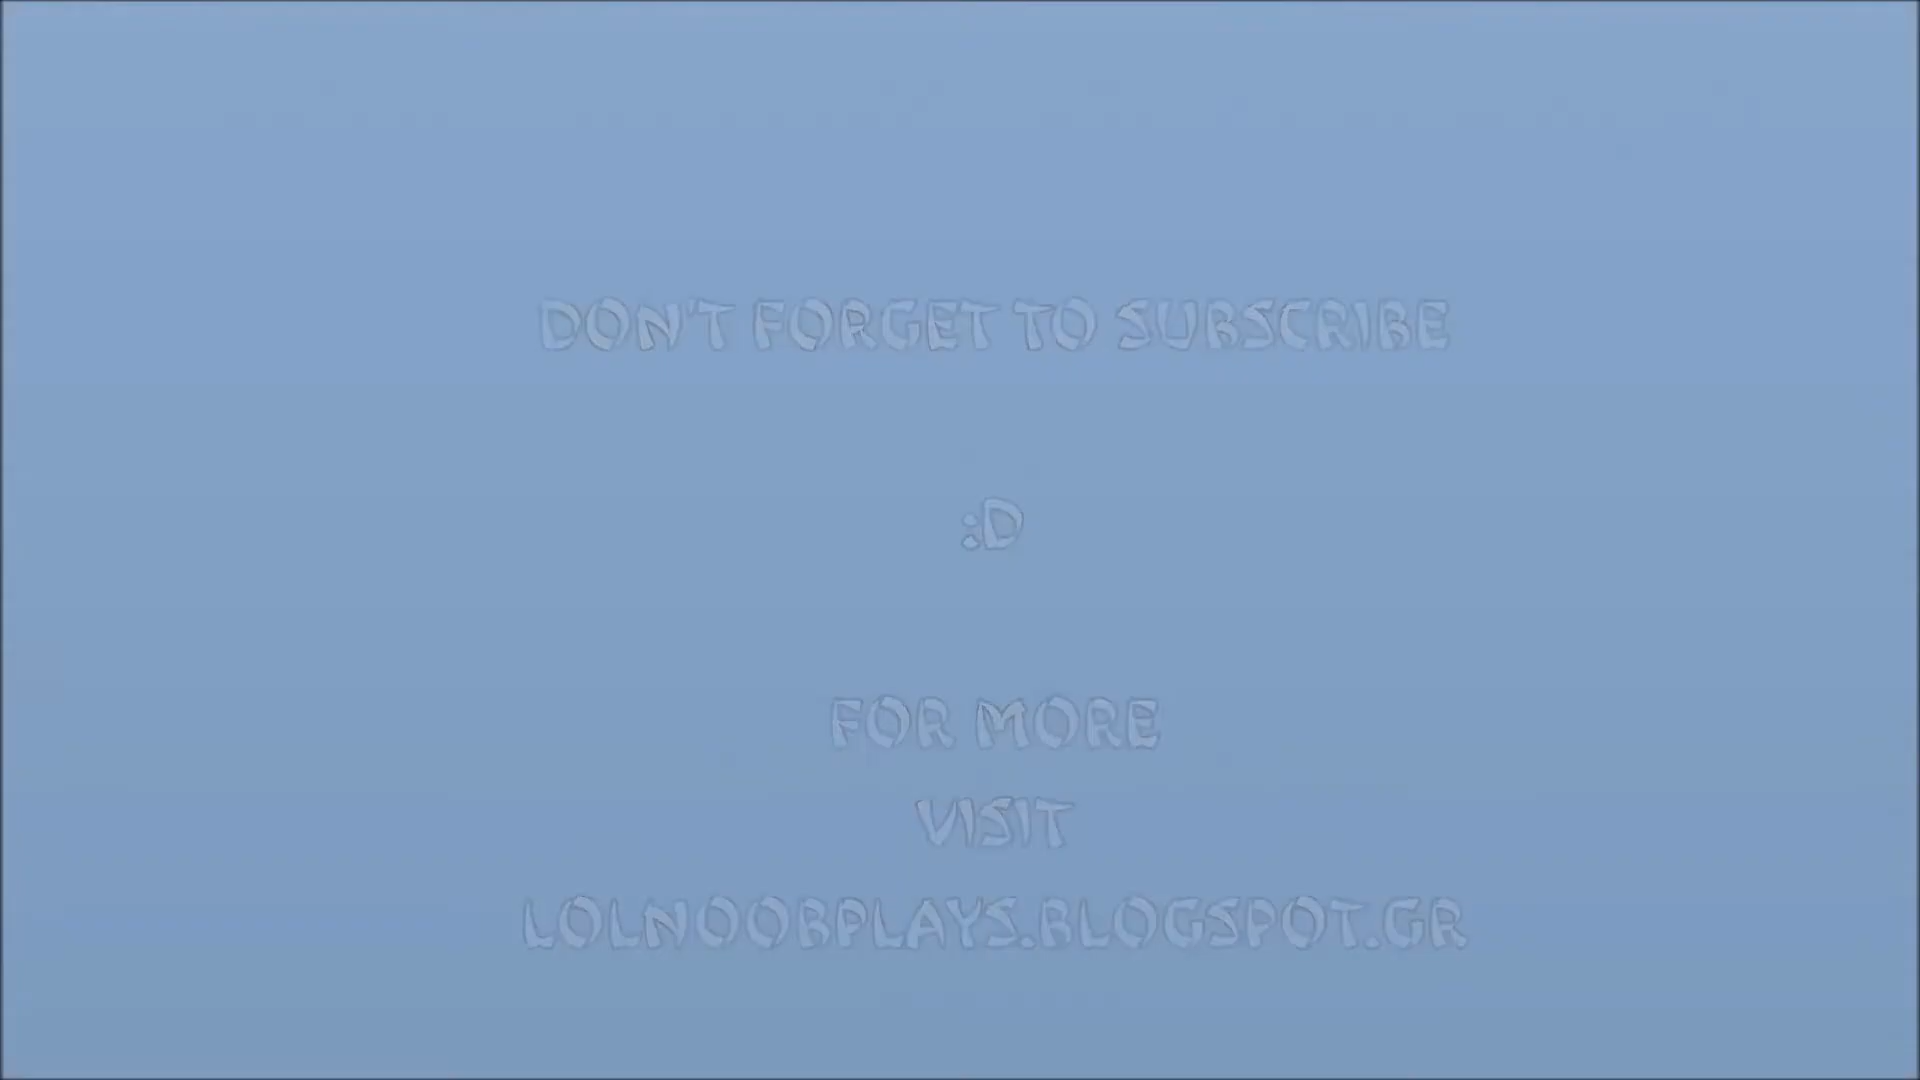 DON'T FORGET TO SUBSCRIBE
:D
FOR MORE
VISIT
LOLNOOBPLAYS.BLOGSPOT.GR